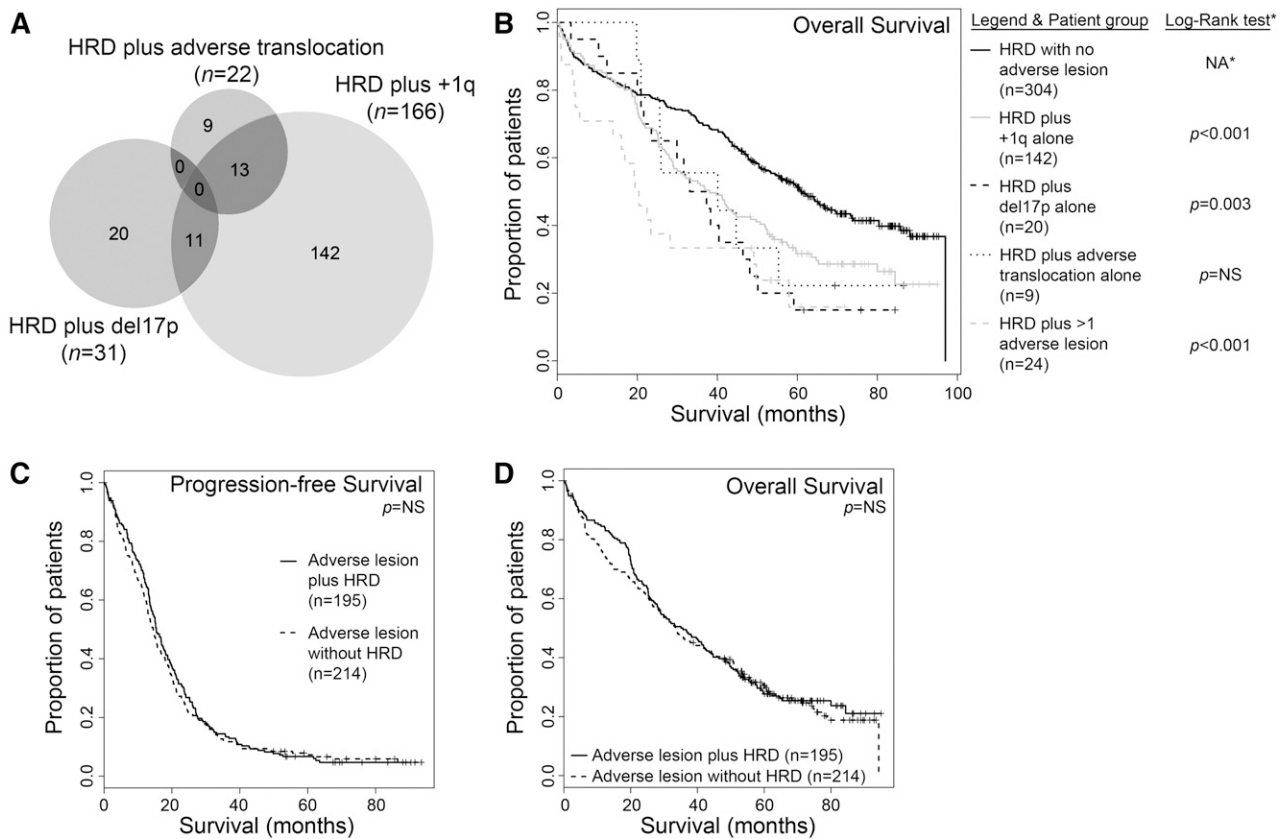 A
HRD plus adverse translocation
(n=22)
HRD plus +1q
(n=166)
9
0
13
0
20
11
142
HRD plus del17p
(n=31)
B
Overall Survival
Proportion of patients
1.0
0.8
0.6
0.4
0.2
0.0
0
20
40
60
80
100
Survival (months)
Legend & Patient group
Log-Rank test*
HRD with no
adverse lesion
(n=304)
NA*
HRD plus
+1q alone
(n=142)
p<0.001
HRD plus
del17p alone
(n=20)
p=0.003
HRD plus adverse
translocation alone
(n=9)
p=NS
HRD plus >1
adverse lesion
(n=24)
p<0.001
C
Progression-free Survival
p=NS
Proportion of patients
1.0
0.8
0.6
0.4
0.2
0.0
Adverse lesion
plus HRD
(n=195)
Adverse lesion
without HRD
(n=214)
0
20
40
60
80
Survival (months)
D
Overall Survival
p=NS
Proportion of patients
1.0
0.8
0.6
0.4
0.2
0.0
Adverse lesion plus HRD (n=195)
Adverse lesion without HRD (n=214)
0
20
40
60
80
Survival (months)